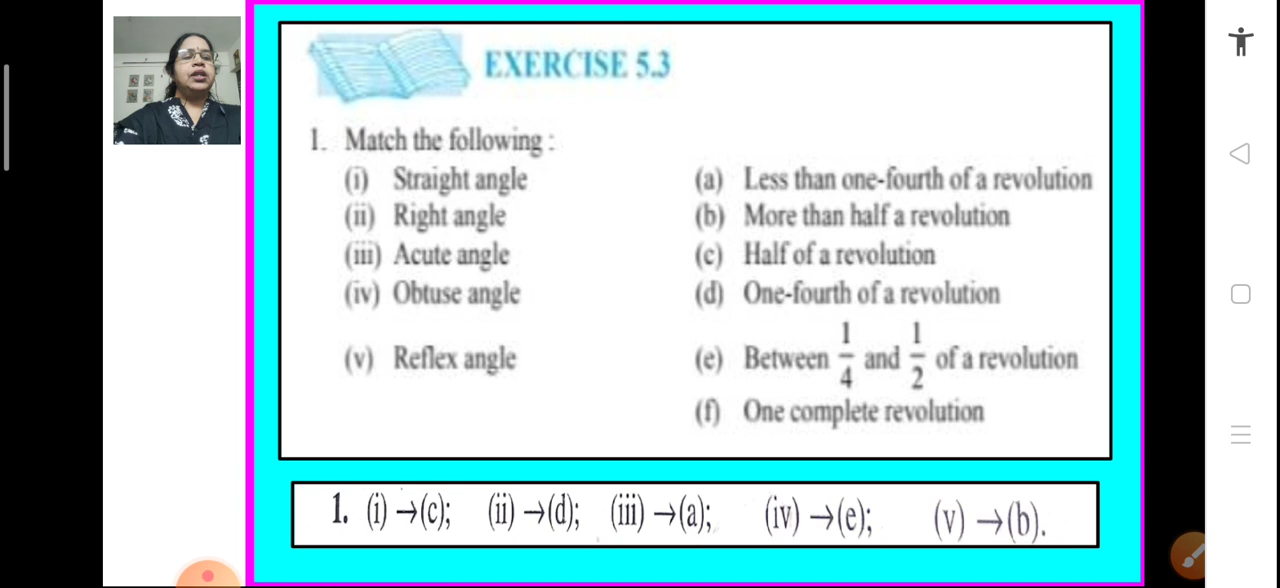 EXERCISE 5.3
1. Match the following :
(i) Straight angle (a) Less than one-fourth of a revolution
(ii) Right angle (b) More than half a revolution
(iii) Acute angle (c) Half of a revolution
(iv) Obtuse angle (d) One-fourth of a revolution
(v) Reflex angle (e) Between 1/4 and 1/2 of a revolution
(f) One complete revolution
1. (i) →(c); (ii) →(d); (iii) →(a); (iv) →(e); (v) →(b).